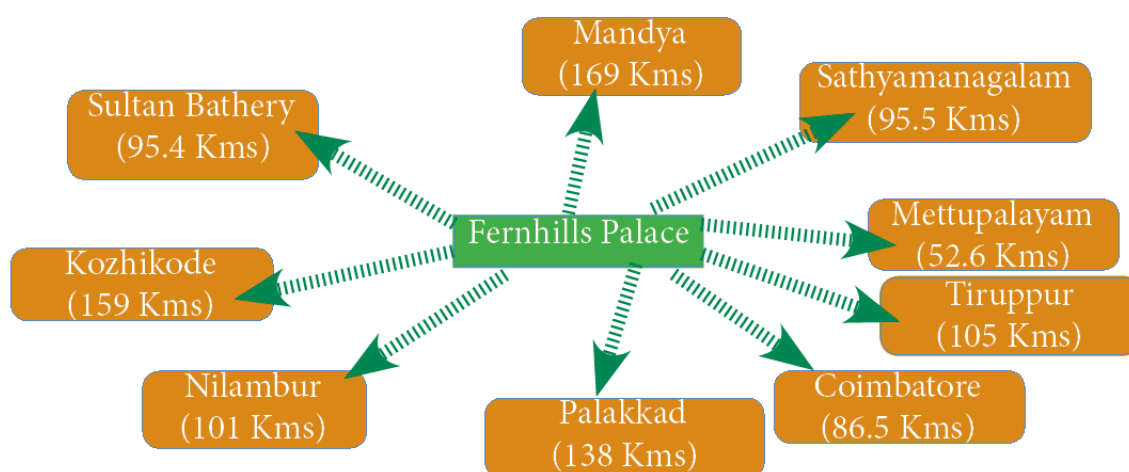 Mandya
(169 Kms)
Sathyamanagalam
(95.5 Kms)
Sultan Bathery
(95.4 Kms)
Fernhills Palace
Mettupalayam
(52.6 Kms)
Kozhikode
(159 Kms)
Tiruppur
(105 Kms)
Nilambur
(101 Kms)
Palakkad
(138 Kms)
Coimbatore
(86.5 Kms)